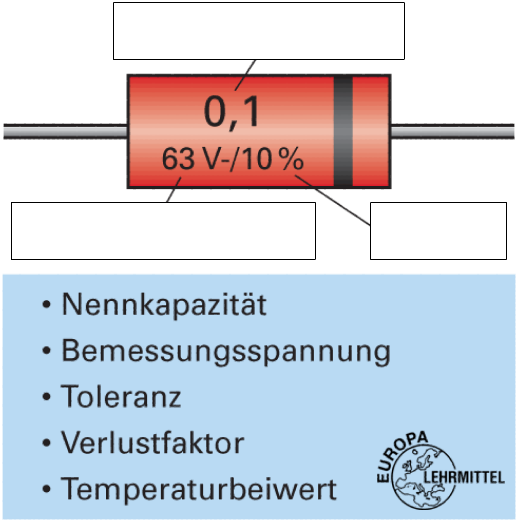 0,1
63 V-/10 %
• Nennkapazität
• Bemessungsspannung
• Toleranz
• Verlustfaktor
• Temperaturbeiwert
EUROPA
LEHRMITTEL